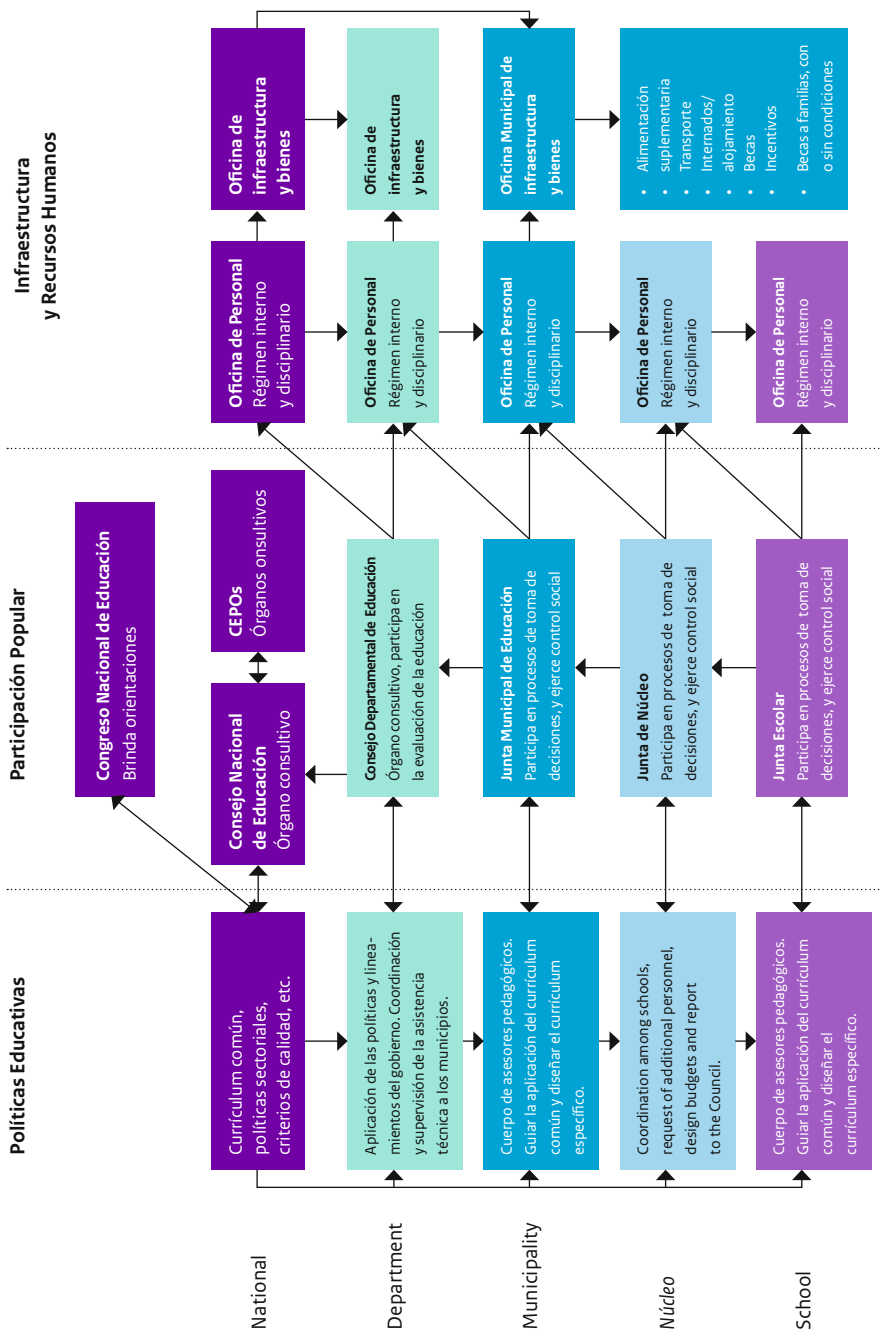 Políticas Educativas
Participación Popular
Infraestructura
y Recursos Humanos
Congreso Nacional de Educación
Brinda orientaciones
National
Currículum común,
políticas sectoriales,
criterios de calidad, etc.
Consejo Nacional
de Educación
Órgano consultivo
CEPOs
Órganos onsultivos
Oficina de Personal
Régimen interno
y disciplinario
Oficina de
infraestructura
y bienes
Department
Aplicación de las políticas y linea-
mientos del gobierno. Coordinación
y supervisión de la asistencia
técnica a los municipios.
Consejo Departamental de Educación
Órgano consultivo, participa en
la evaluación de la educación
Oficina de Personal
Régimen interno
y disciplinario
Oficina de
infraestructura
y bienes
Municipality
Cuerpo de asesores pedagógicos.
Guiar la aplicación del currículum
común y diseñar el currículum
específico.
Junta Municipal de Educación
Participa en procesos de toma de
decisiones, y ejerce control social
Oficina de Personal
Régimen interno
y disciplinario
Oficina Municipal de
infraestructura
y bienes
Núcleo
Coordination among schools,
request of additional personnel,
design budgets and report
to the Council.
Junta de Núcleo
Participa en procesos de toma de
decisiones, y ejerce control social
Oficina de Personal
Régimen interno
y disciplinario
• Alimentación
• suplementaria
• Transporte
• Internados/
alojamiento
• Becas
• Incentivos
• Becas a familias, con
o sin condiciones
School
Cuerpo de asesores pedagógicos.
Guiar la aplicación del currículum
común y diseñar el
currículum específico.
Junta Escolar
Participa en procesos de toma de
decisiones, y ejerce control social
Oficina de Personal
Régimen interno
y disciplinario